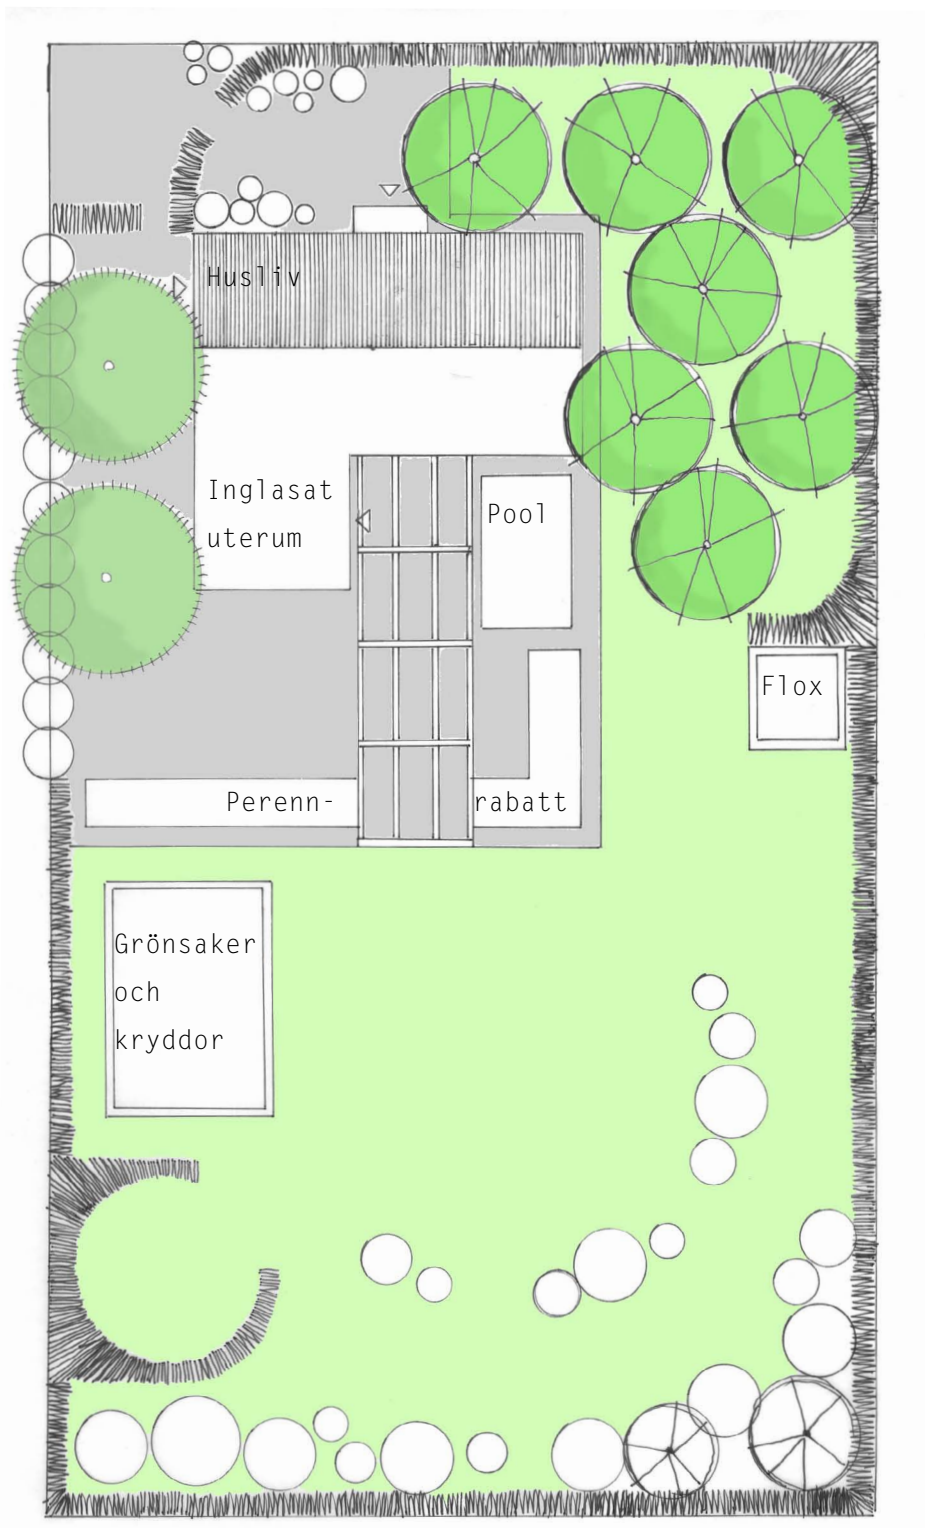 Husliv
Inglasat
uterum
Pool
Flox
Perenn- rabatt
Grönsaker
och
kryddor